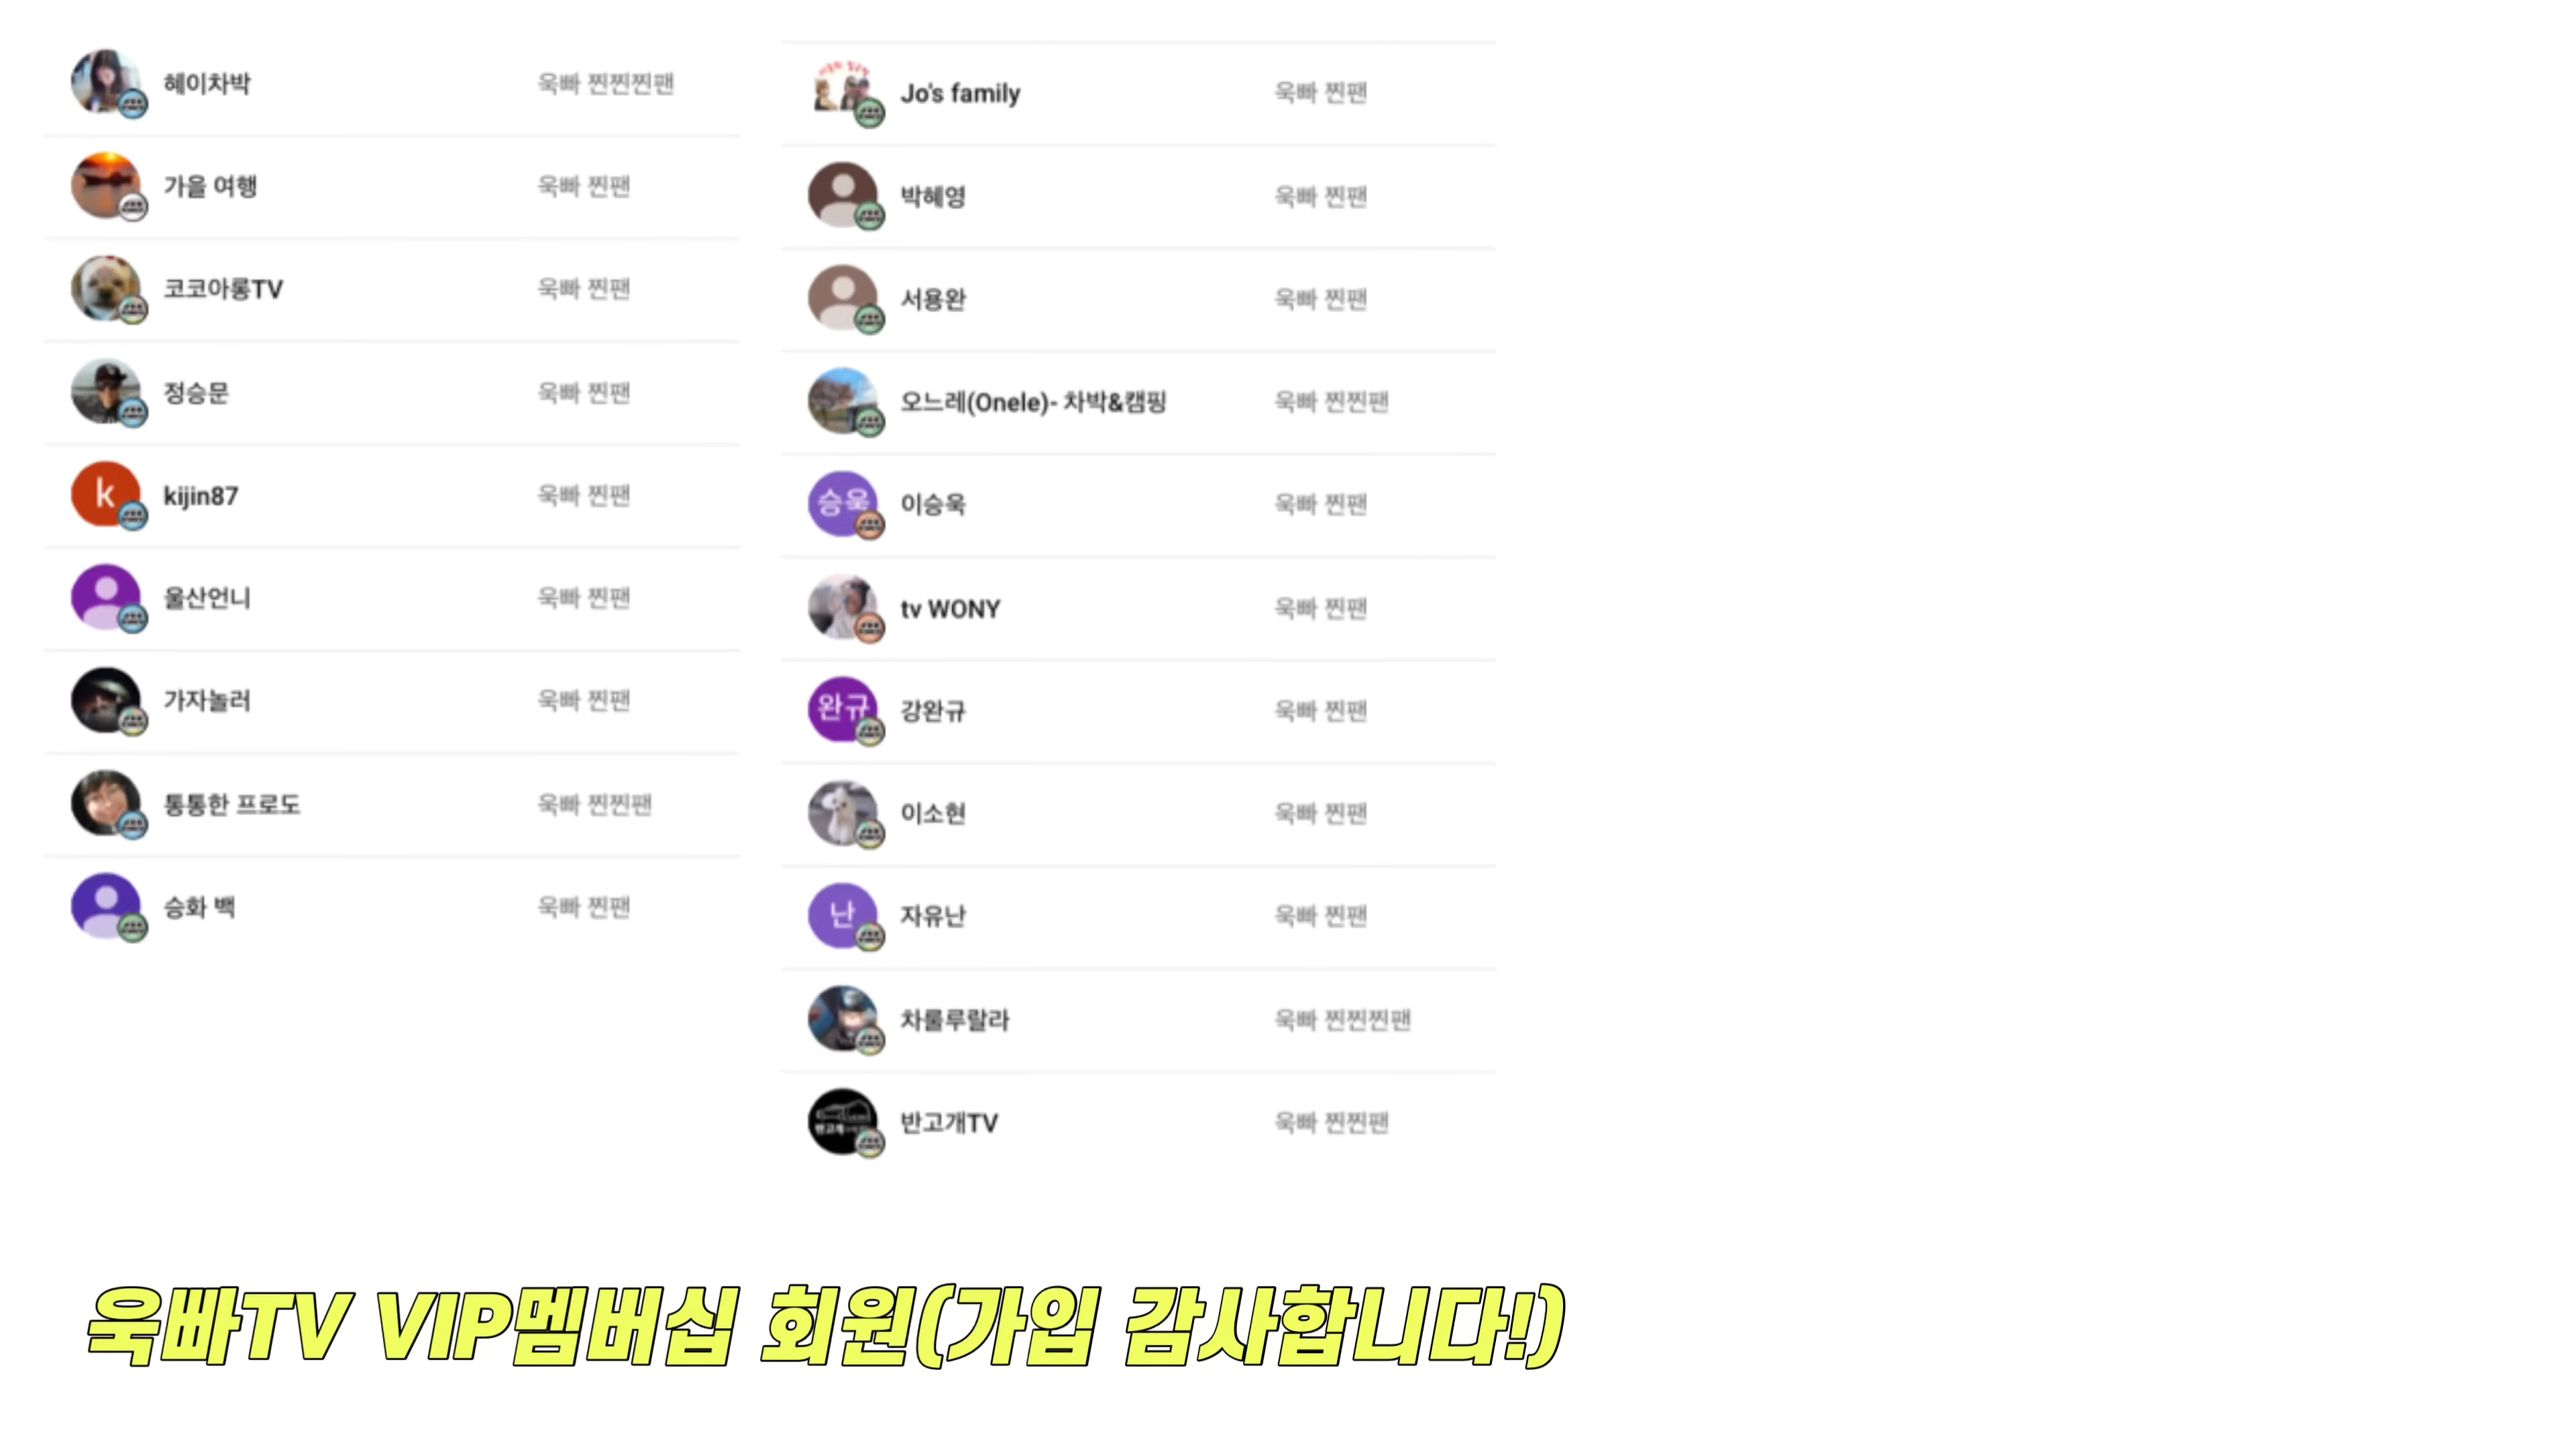 헤이차박 욱빠 찐찐찐팬
가을 여행 욱빠 찐팬
코코아롱TV 욱빠 찐팬
정승문 욱빠 찐팬
k kijin87 욱빠 찐팬
울산언니 욱빠 찐팬
가자놀러 욱빠 찐팬
통통한 프로도 욱빠 찐찐팬
승화 백 욱빠 찐팬
Jo's family 욱빠 찐팬
박혜영 욱빠 찐팬
서용완 욱빠 찐팬
오느레(Onele)- 차박&캠핑 욱빠 찐찐팬
승욱 이승욱 욱빠 찐팬
tv WONY 욱빠 찐팬
완규 강완규 욱빠 찐팬
이소현 욱빠 찐팬
난 자유난 욱빠 찐팬
차룰루랄라 욱빠 찐찐찐팬
반고개 반고개TV 욱빠 찐찐팬
욱빠TV VIP멤버십 회원(가입 감사합니다!)